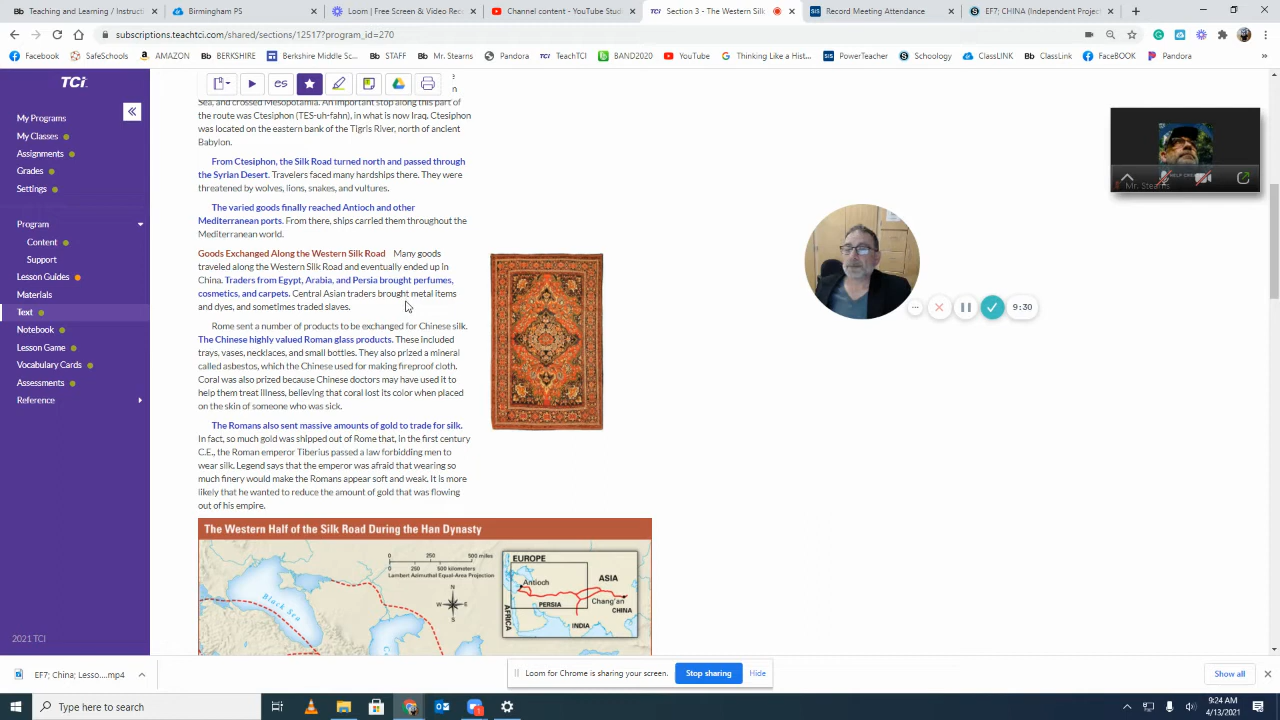 Bb Teaching and Learning / Instructi
Birmingham PS
Loom | Free Screen & Video Rec
Channel content - YouTube Stud
TCi Section 3 - The Western Silk
SIS Record Meeting Attendance
EF7; CHINA (Independent Projec
subscriptions.teachtci.com/shared/sections/12517?program_id=270
Facebook
SafeSchools
AMAZON
Bb BERKSHIRE
Berkshire Middle Sc...
Bb STAFF
Bb Mr. Stearns
Pandora
TCi TeachTCI
BAND2020
YouTube
Thinking Like a Hist...
SIS PowerTeacher
Schoology
ClassLINK
Bb ClassLink
FaceBOOK
Pandora
TCi
My Programs
My Classes
Assignments
Grades
Settings
Program
Content
Support
Lesson Guides
Materials
Text
Notebook
Lesson Game
Vocabulary Cards
Assessments
Reference
2021 TCI
es
Sea, and crossed Mesopotamia. An important stop along this part of
the route was Ctesiphon (TES-uh-fahn), in what is now Iraq. Ctesiphon
was located on the eastern bank of the Tigris River, north of ancient
Babylon.
From Ctesiphon, the Silk Road turned north and passed through
the Syrian Desert. Travelers faced many hardships there. They were
threatened by wolves, lions, snakes, and vultures.
The varied goods finally reached Antioch and other
Mediterranean ports. From there, ships carried them throughout the
Mediterranean world.
Goods Exchanged Along the Western Silk Road Many goods
traveled along the Western Silk Road and eventually ended up in
China. Traders from Egypt, Arabia, and Persia brought perfumes,
cosmetics, and carpets. Central Asian traders brought metal items
and dyes, and sometimes traded slaves.
Rome sent a number of products to be exchanged for Chinese silk.
The Chinese highly valued Roman glass products. These included
trays, vases, necklaces, and small bottles. They also prized a mineral
called asbestos, which the Chinese used for making fireproof cloth.
Coral was also prized because Chinese doctors may have used it to
help them treat illness, believing that coral lost its color when placed
on the skin of someone who was sick.
The Romans also sent massive amounts of gold to trade for silk.
In fact, so much gold was shipped out of Rome that, in the first century
C.E., the Roman emperor Tiberius passed a law forbidding men to
wear silk. Legend says that the emperor was afraid that wearing so
much finery would make the Romans appear soft and weak. It is more
likely that he wanted to reduce the amount of gold that was flowing
out of his empire.
The Western Half of the Silk Road During the Han Dynasty
0 250 500 miles
0 250 500 kilometers
Lambert Azimuthal Equal-Area Projection
N
W E
S
Black Sea
EUROPE
ASIA
Antioch
Chang'an
PERSIA
CHINA
AFRICA
INDIA
Mr. Stearns
9:30
EF7; China; Lesso....mp4
Loom for Chrome is sharing your screen.
Stop sharing
Hide
Show all
Type here to search
9:24 AM
4/13/2021